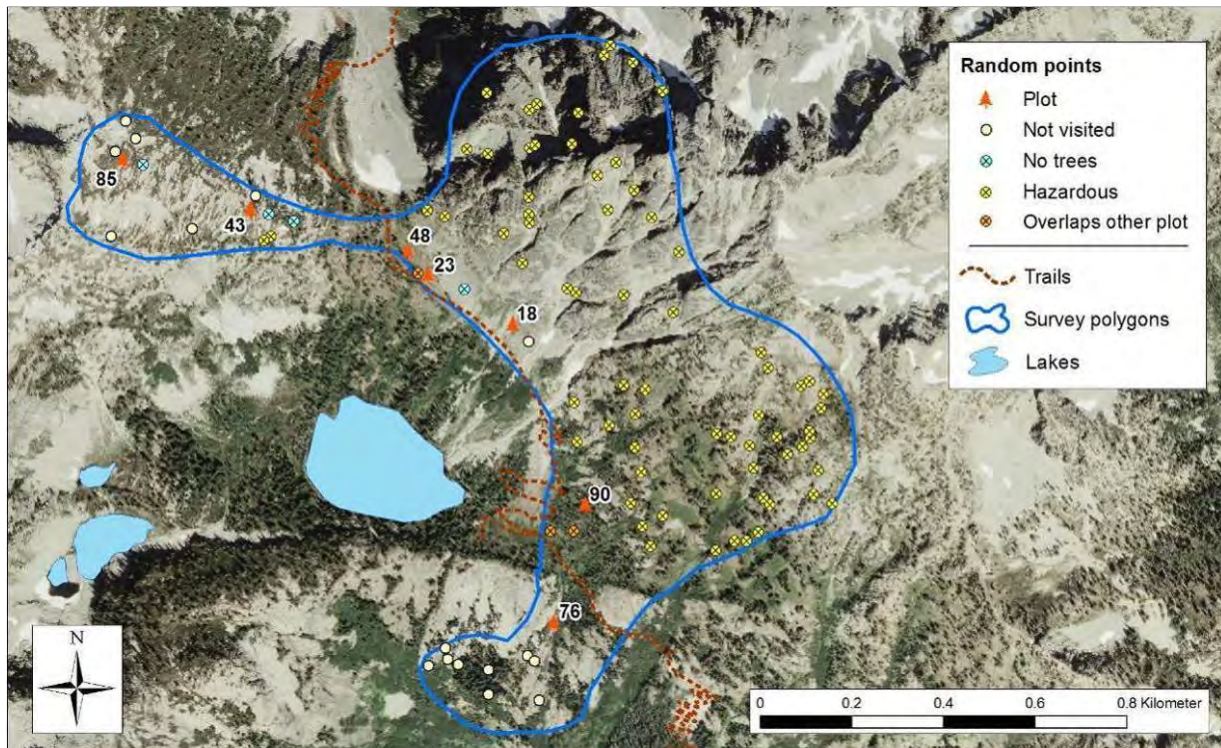 Random points
Plot
Not visited
No trees
Hazardous
Overlaps other plot
Trails
Survey polygons
Lakes
85
43
48
23
18
90
76
N
0 0.2 0.4 0.6 0.8 Kilometer